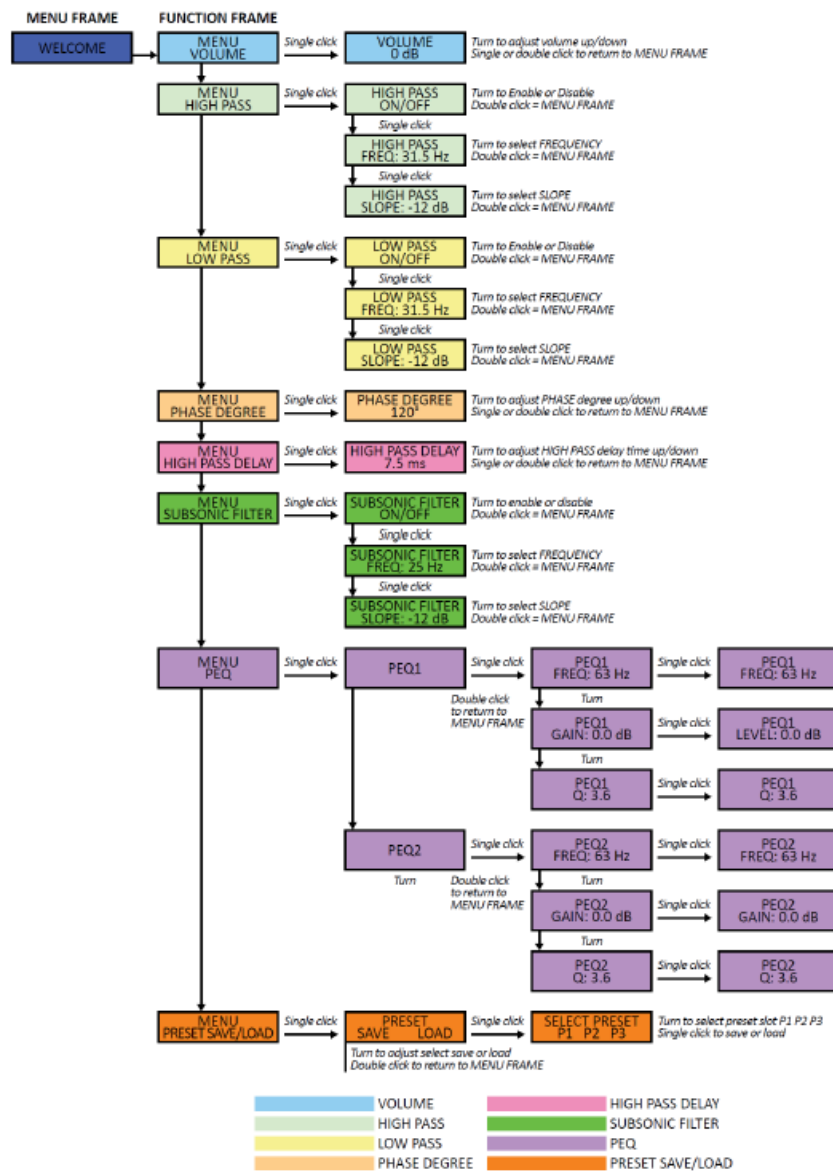 MENU FRAME FUNCTION FRAME
WELCOME
MENU
VOLUME
Single click
VOLUME
0 dB
Turn to adjust volume up/down
Single or double click to return to MENU FRAME
MENU
HIGH PASS
Single click
HIGH PASS
ON/OFF
Turn to Enable or Disable
Double click = MENU FRAME
Single click
HIGH PASS
FREQ: 31.5 Hz
Turn to select FREQUENCY
Double click = MENU FRAME
Single click
HIGH PASS
SLOPE: -12 dB
Turn to select SLOPE
Double click = MENU FRAME
MENU
LOW PASS
Single click
LOW PASS
ON/OFF
Turn to Enable or Disable
Double click = MENU FRAME
Single click
LOW PASS
FREQ: 31.5 Hz
Turn to select FREQUENCY
Double click = MENU FRAME
Single click
LOW PASS
SLOPE: -12 dB
Turn to select SLOPE
Double click = MENU FRAME
MENU
PHASE DEGREE
Single click
PHASE DEGREE
120°
Turn to adjust PHASE degree up/down
Single or double click to return to MENU FRAME
MENU
HIGH PASS DELAY
Single click
HIGH PASS DELAY
7.5 ms
Turn to adjust HIGH PASS delay time up/down
Single or double click to return to MENU FRAME
MENU
SUBSONIC FILTER
Single click
SUBSONIC FILTER
ON/OFF
Turn to enable or disable
Double click = MENU FRAME
Single click
SUBSONIC FILTER
FREQ: 25 Hz
Turn to select FREQUENCY
Double click = MENU FRAME
Single click
SUBSONIC FILTER
SLOPE: -12 dB
Turn to select SLOPE
Double click = MENU FRAME
MENU
PEQ
Single click
PEQ1
Single click
Double click
to return to
MENU FRAME
PEQ1
FREQ: 63 Hz
Single click
PEQ1
FREQ: 63 Hz
Turn
PEQ1
GAIN: 0.0 dB
Single click
PEQ1
LEVEL: 0.0 dB
Turn
PEQ1
Q: 3.6
Single click
PEQ1
Q: 3.6
PEQ2
Turn
Single click
Double click
to return to
MENU FRAME
PEQ2
FREQ: 63 Hz
Single click
PEQ2
FREQ: 63 Hz
Turn
PEQ2
GAIN: 0.0 dB
Single click
PEQ2
GAIN: 0.0 dB
Turn
PEQ2
Q: 3.6
Single click
PEQ2
Q: 3.6
MENU
PRESET SAVE/LOAD
Single click
PRESET
SAVE LOAD
Turn to adjust select save or load
Double click to return to MENU FRAME
Single click
SELECT PRESET
P1 P2 P3
Turn to select preset slot P1 P2 P3
Single click to save or load
VOLUME
HIGH PASS
LOW PASS
PHASE DEGREE
HIGH PASS DELAY
SUBSONIC FILTER
PEQ
PRESET SAVE/LOAD